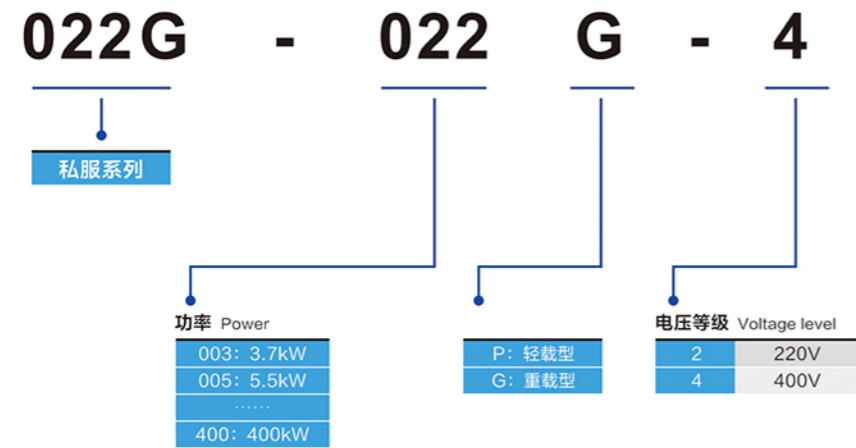 022G - 022 G - 4
私服系列
功率 Power
003：3.7kW
005：5.5kW
······
400：400kW
P：轻载型
G：重载型
电压等级 Voltage level
2 220V
4 400V